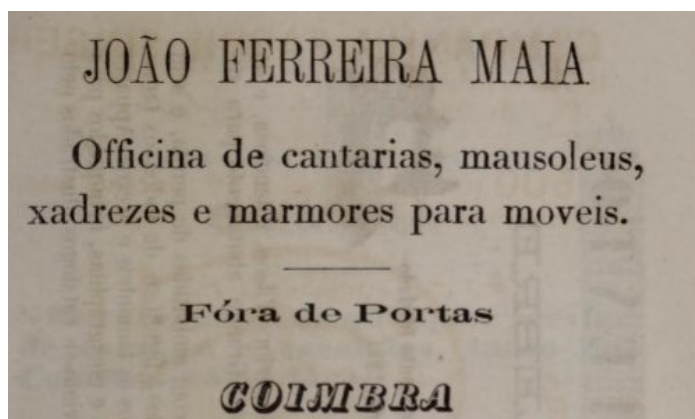 JOÃO FERREIRA MAIA
Officina de cantarias, mausoleus,
xadrezes e marmores para moveis.
Fóra de Portas
COIMBRA